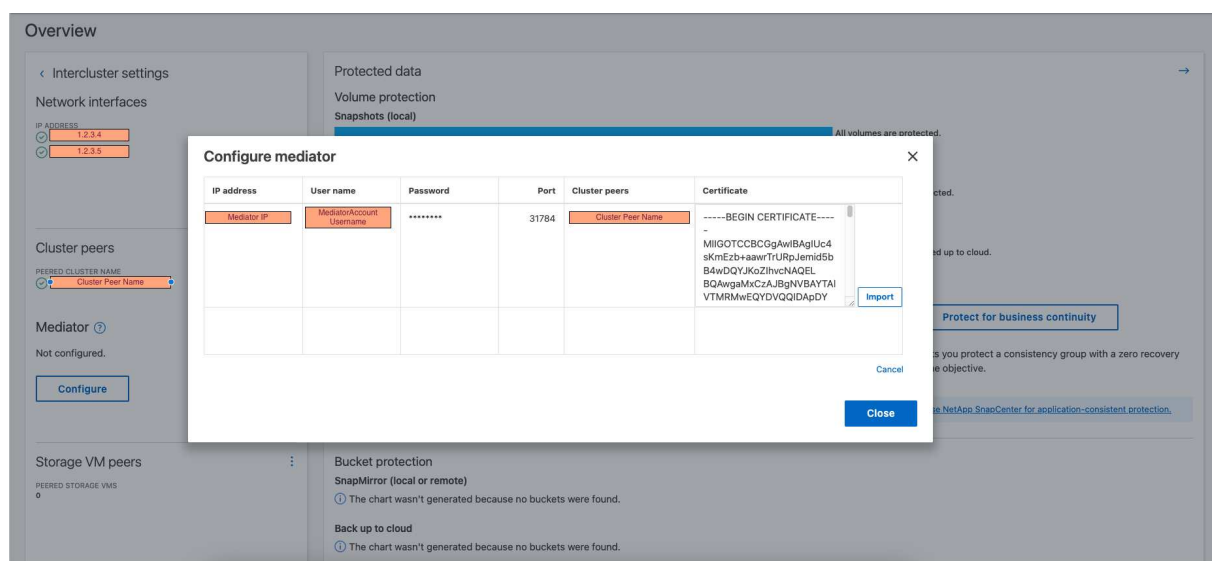 Overview
Intercluster settings
Network interfaces
IP ADDRESS
1.2.3.4
1.2.3.5
Cluster peers
PEERED CLUSTER NAME
Cluster Peer Name
Mediator
Not configured.
Configure
Storage VM peers
PEERED STORAGE VMS
0
Protected data
Volume protection
Snapshots (local)
All volumes are protected.
cted.
ed up to cloud.
Protect for business continuity
s you protect a consistency group with a zero recovery
e objective.
se NetApp SnapCenter for application-consistent protection.
Bucket protection
SnapMirror (local or remote)
The chart wasn't generated because no buckets were found.
Back up to cloud
The chart wasn't generated because no buckets were found.
Configure mediator
IP address User name Password Port Cluster peers Certificate
Mediator IP
MediatorAccount
Username
********
31784
Cluster Peer Name
-----BEGIN CERTIFICATE----
-
MIIGOTCCBCGgAwIBAgIUc4
sKmEzb+aawrTrURpJemid5b
B4wDQYJKoZIhvcNAQEL
BQAwgaMxCzAJBgNVBAYTAl
VTMRMwEQYDVQQIDApDY
Import
Cancel
Close